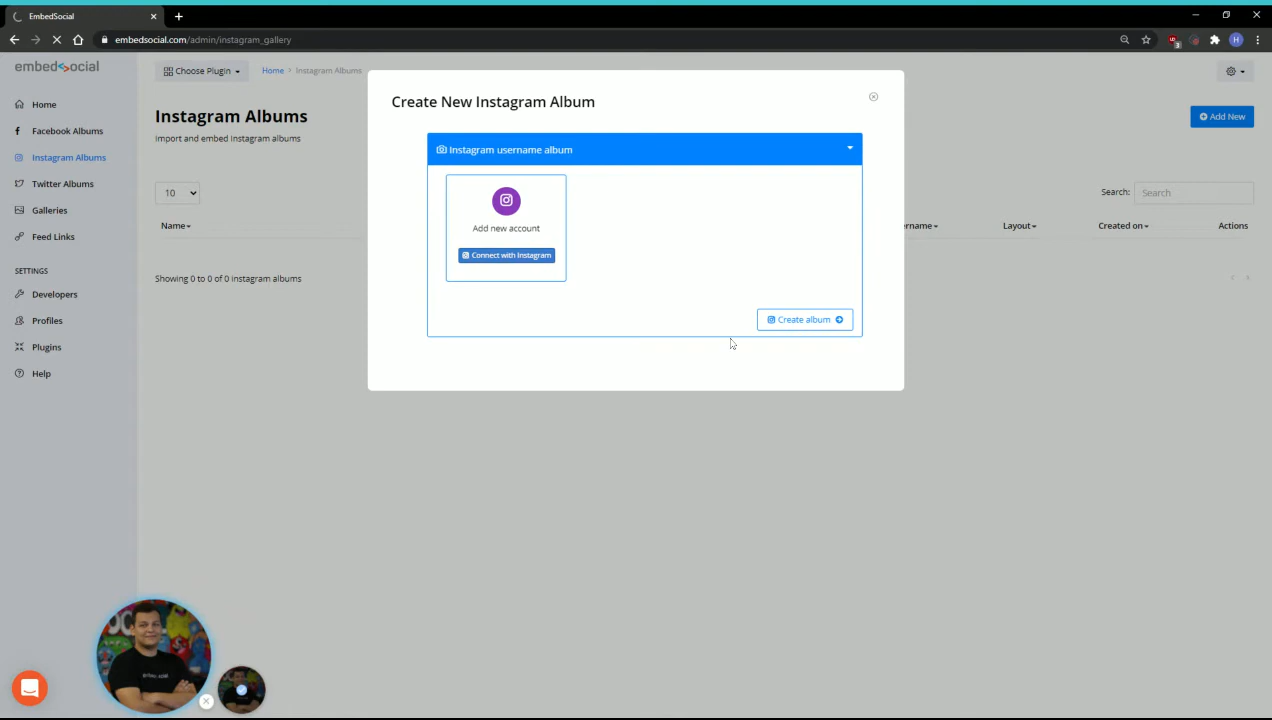 EmbedSocial
embedsocial.com/admin/instagram_gallery
3
H
embedsocial
Choose Plugin
Home > Instagram Albums
Home
Facebook Albums
Instagram Albums
Twitter Albums
Galleries
Feed Links
SETTINGS
Developers
Profiles
Plugins
Help
Instagram Albums
Import and embed Instagram albums
Add New
10
Search: Search
Name
rname
Layout
Created on
Actions
Showing 0 to 0 of 0 instagram albums
Create New Instagram Album
Instagram username album
Add new account
Connect with Instagram
Create album